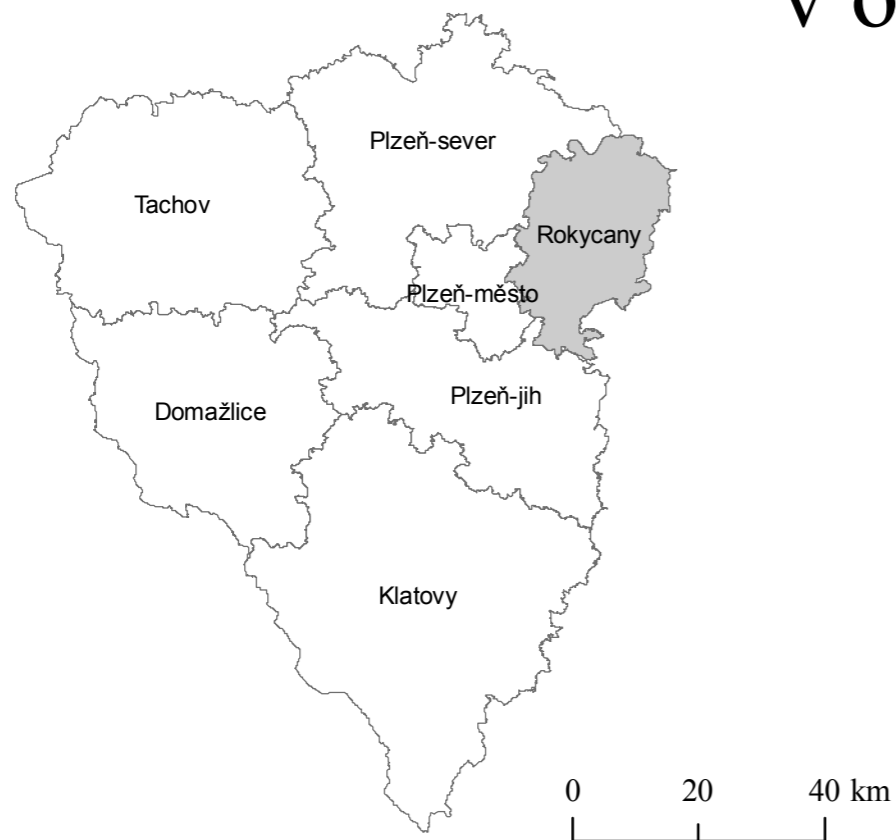 Plzeň-sever
Tachov
Rokycany
Plzeň-město
Plzeň-jih
Domažlice
Klatovy
0 20 40 km